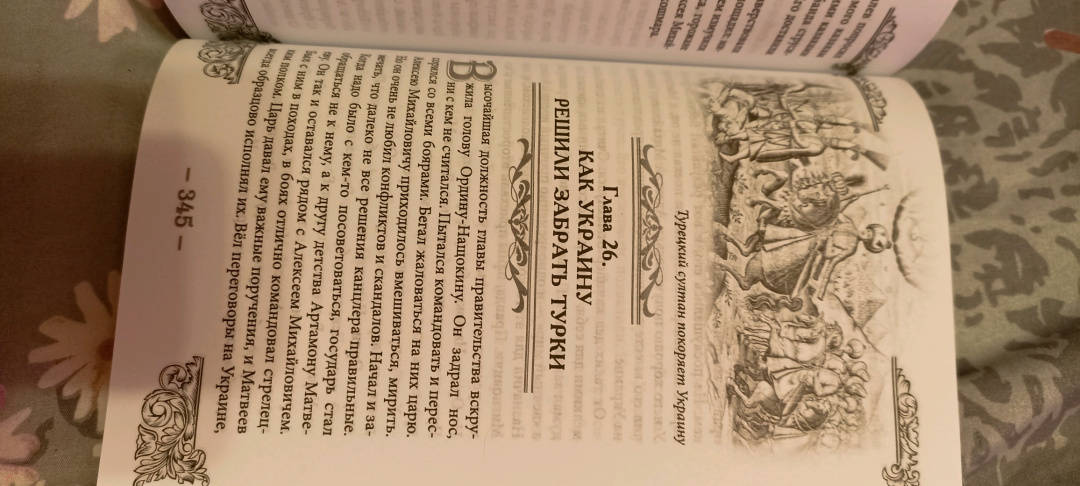 Турецкий султан покоряет Украину
Глава 26.
КАК УКРАИНУ
РЕШИЛИ ЗАБРАТЬ ТУРКИ
Высочайшая должность главы правительства вскру-
жила голову Ордину-Нащокину. Он задрал нос,
ни с кем не считался. Пытался командовать и перес-
сорился со всеми боярами. Бегал жаловаться на них царю.
Алексею Михайловичу приходилось вмешиваться, мирить.
Но он очень не любил конфликтов и скандалов. Начал и за-
мечать, что далеко не все решения канцлера правильные.
Когда надо было с кем-то посоветоваться, государь стал
обращаться не к нему, а к другу детства Артамону Матве-
еву. Он так и оставался рядом с Алексеем Михайловичем.
Был с ним в походах, в боях отлично командовал стрелец-
ким полком. Царь давал ему важные поручения, и Матвеев
всегда образцово исполнял их. Вёл переговоры на Украине,
– 345 –